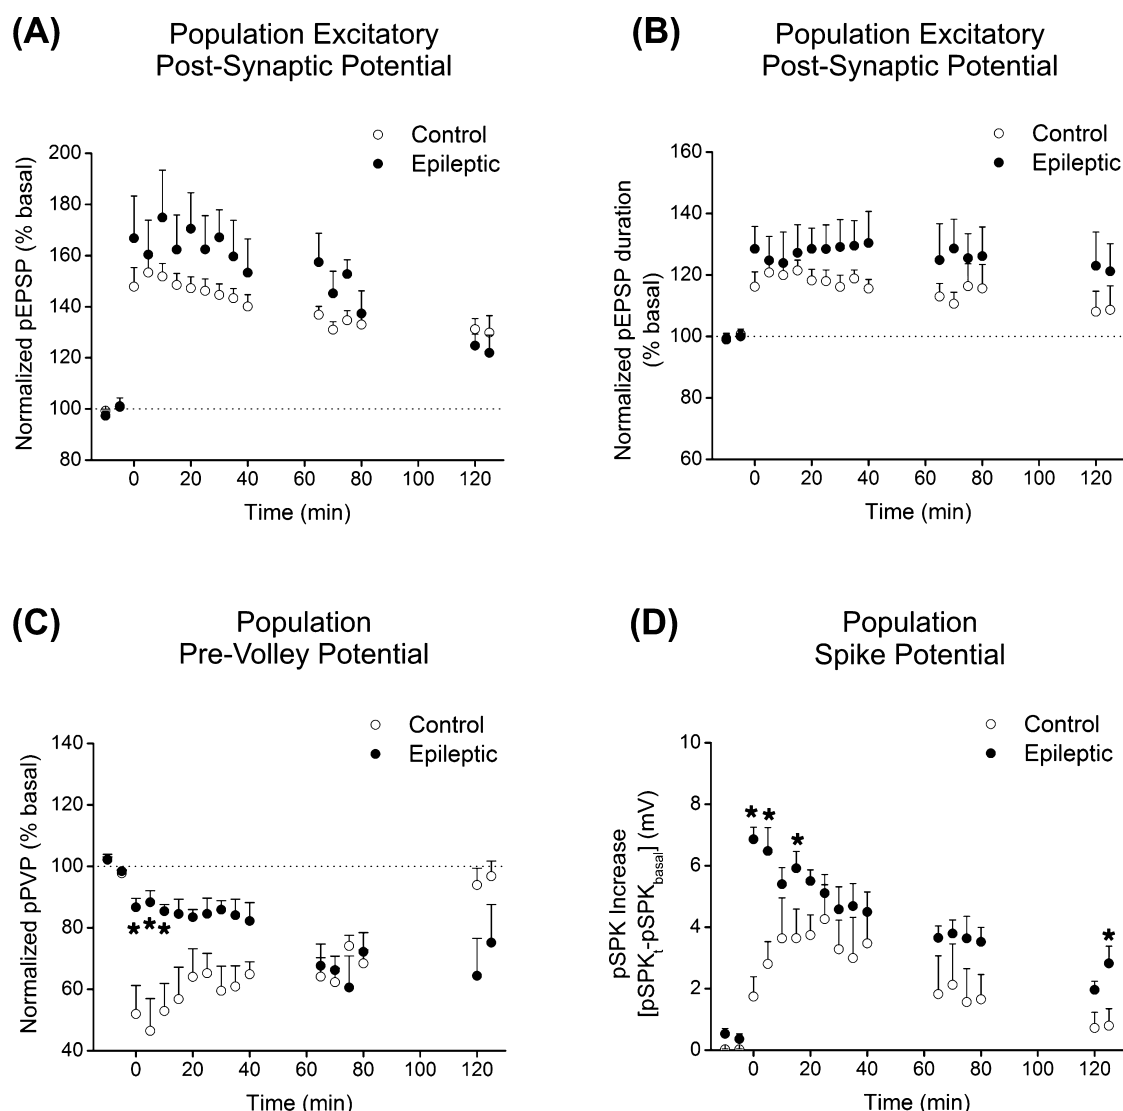 (A)
Population Excitatory
Post-Synaptic Potential
Control
Epileptic
Normalized pEPSP (% basal)
200
180
160
140
120
100
80
0 20 40 60 80 100 120
Time (min)
(B)
Population Excitatory
Post-Synaptic Potential
Control
Epileptic
Normalized pEPSP duration
(% basal)
160
140
120
100
80
60
0 20 40 60 80 100 120
Time (min)
(C)
Population
Pre-Volley Potential
Control
Epileptic
Normalized pPVP (% basal)
140
120
100
80
60
40
* * *
0 20 40 60 80 100 120
Time (min)
(D)
Population
Spike Potential
Control
Epileptic
pSPK Increase
[pSPKt-pSPKbasal] (mV)
10
8
6
4
2
0
* * * *
0 20 40 60 80 100 120
Time (min)